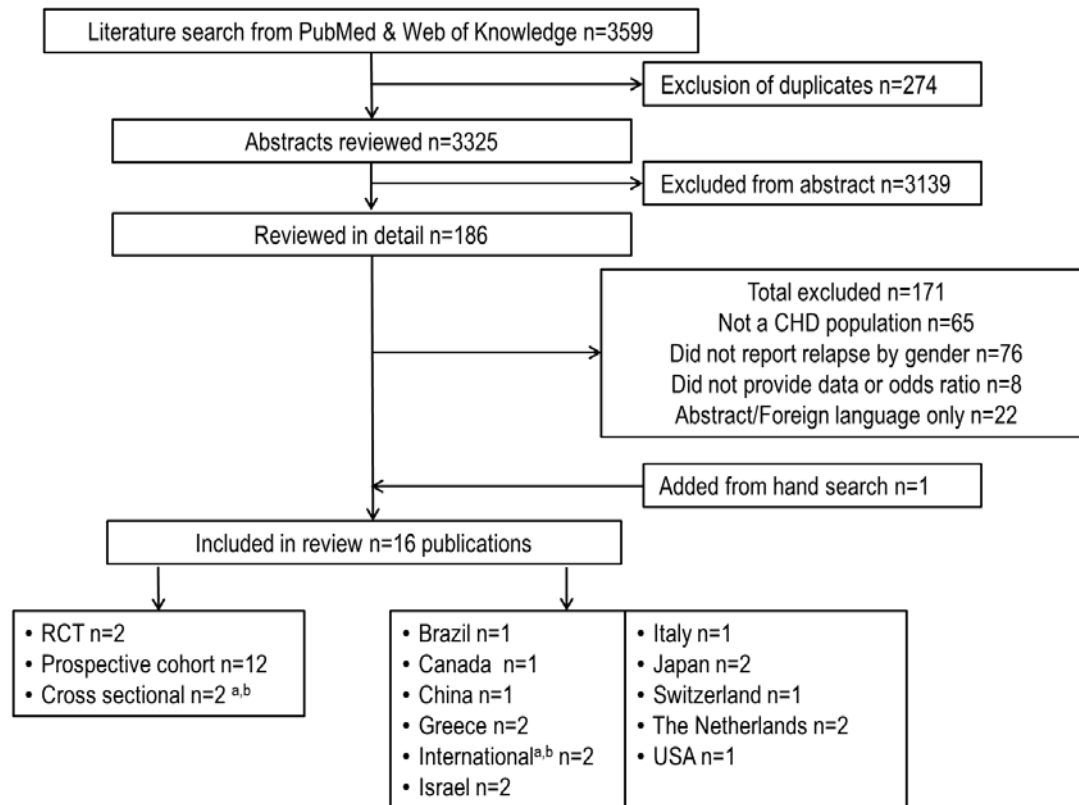 Literature search from PubMed & Web of Knowledge n=3599
Exclusion of duplicates n=274
Abstracts reviewed n=3325
Excluded from abstract n=3139
Reviewed in detail n=186
Total excluded n=171
Not a CHD population n=65
Did not report relapse by gender n=76
Did not provide data or odds ratio n=8
Abstract/Foreign language only n=22
Added from hand search n=1
Included in review n=16 publications
• RCT n=2
• Prospective cohort n=12
• Cross sectional n=2 a,b
• Brazil n=1
• Canada n=1
• China n=1
• Greece n=2
• International a,b n=2
• Israel n=2
• Italy n=1
• Japan n=2
• Switzerland n=1
• The Netherlands n=2
• USA n=1